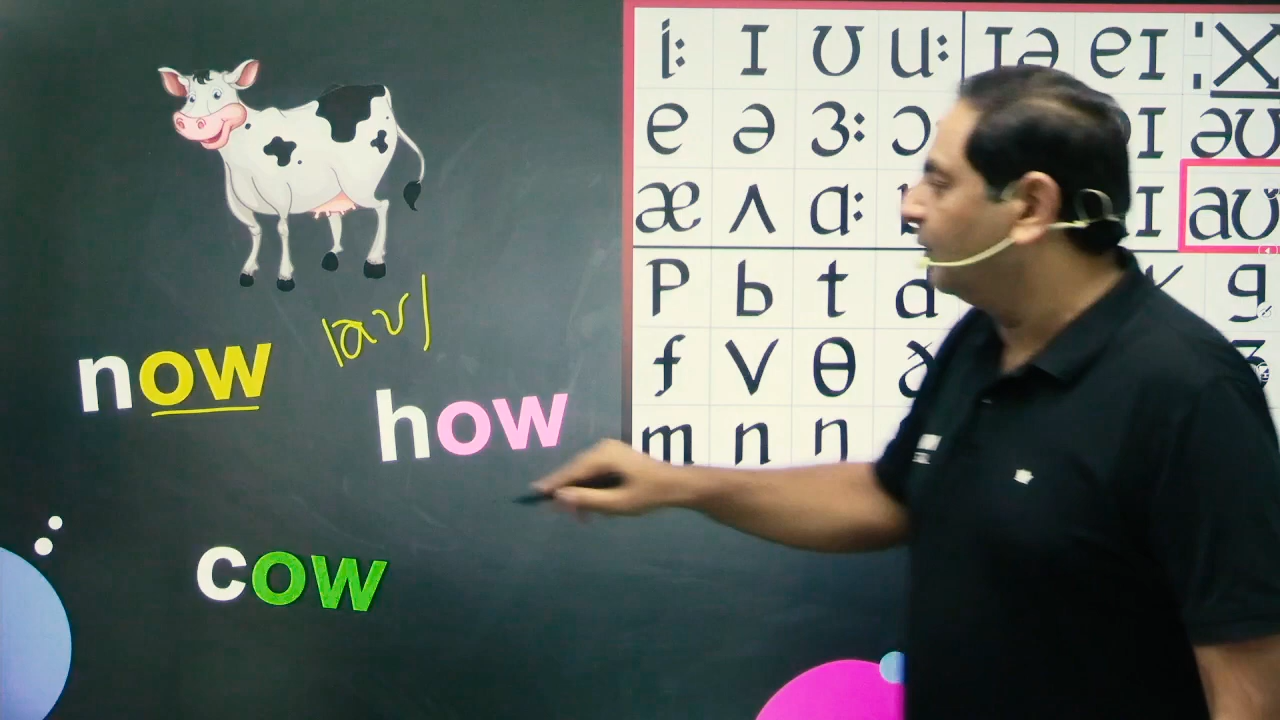 now
/aʊ/
how
cow
iː ɪ ʊ uː ɪə eɪ X
e ə ɜː ɪ əʊ
æ ʌ ɑː ɪ aʊ
p b t d g
f v θ ð ʒ
m n ŋ